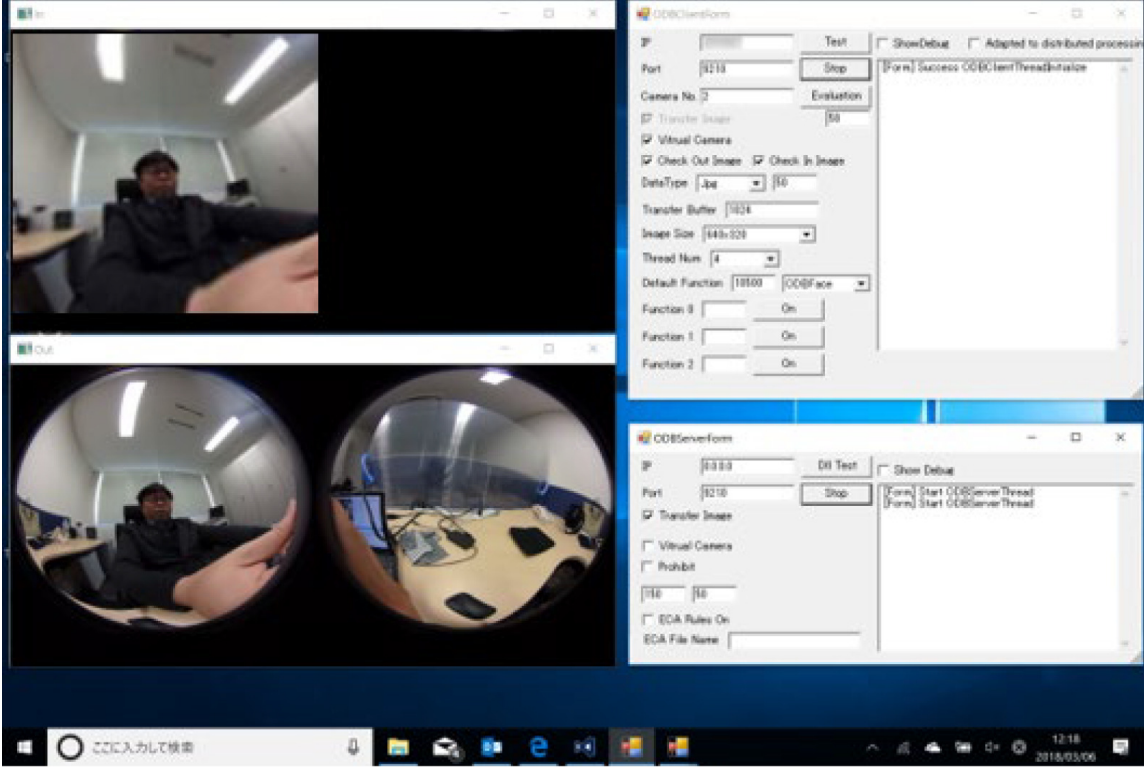 In
Out
ODBClientForm
IP Test ShowDebug Adapted to distributed processin
Port 9210 Stop
[Form] Success ODBClientThreadInitialize
Camera No. 2 Evaluation
Transfer Image 50
Vitrual Camera
Check Out Image Check In Image
DataType Jpg 50
Transfer Buffer 1024
Image Size 640x320
Thread Num 4
Default Function 10500 ODBFace
Function 0 On
Function 1 On
Function 2 On
ODBServerForm
IP 0.0.0.0 DB Test Show Debug
Port 9210 Stop
[Form] Start ODBServerThread
[Form] Start ODBServerThread
Transfer Image
Vitrual Camera
Prohibit
150 50
ECA Rules On
ECA File Name
ここに入力して検索
12:18
2018/03/06